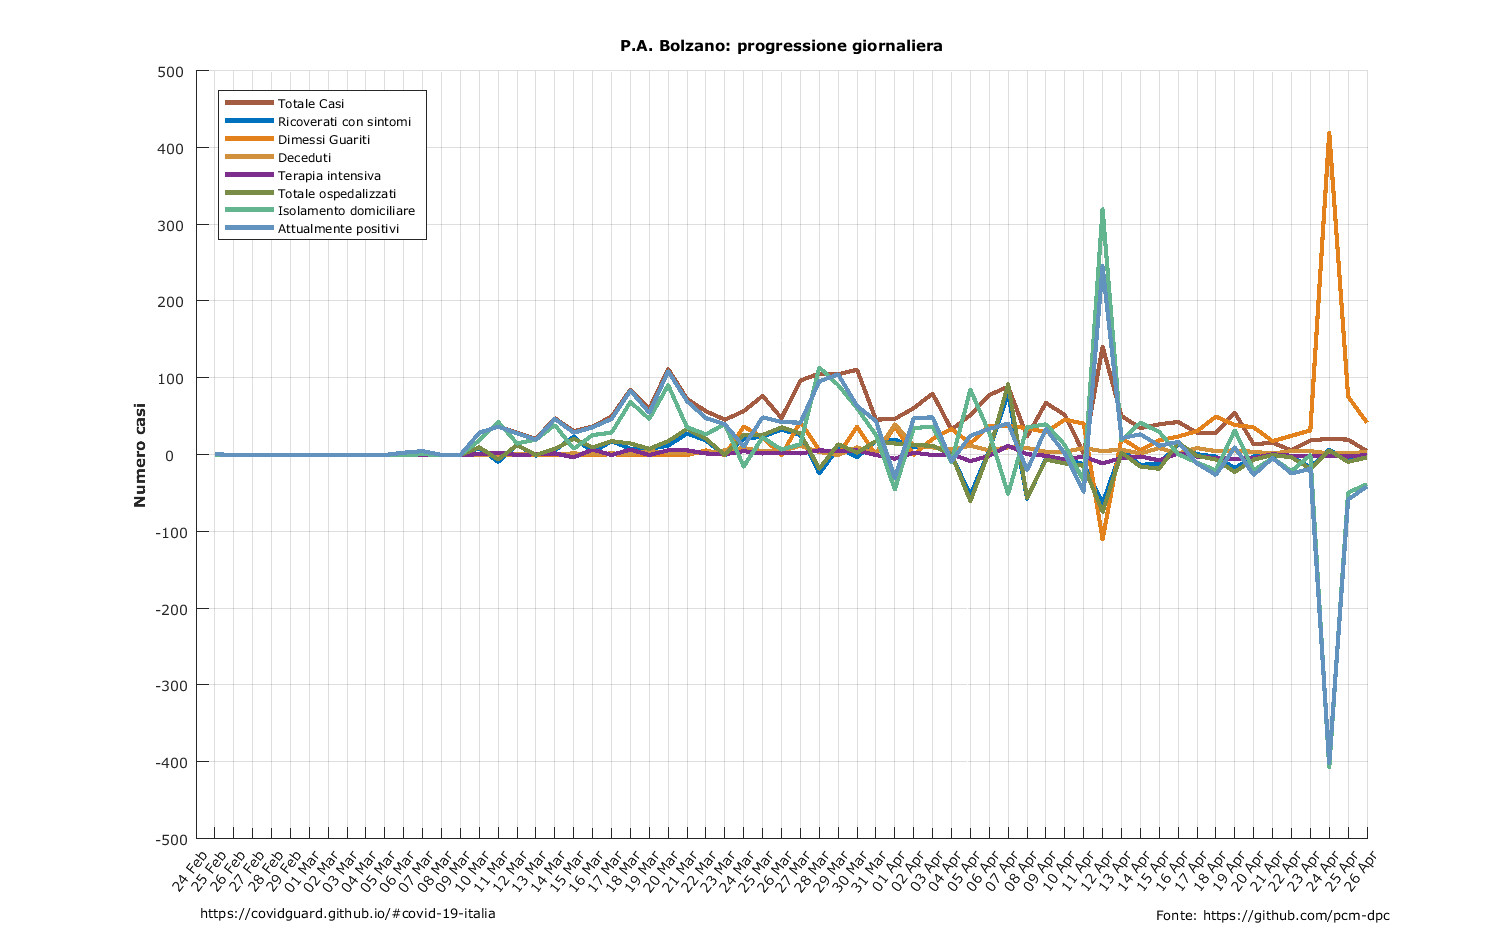 P.A. Bolzano: progressione giornaliera
Numero casi
500
400
300
200
100
0
-100
-200
-300
-400
-500
Totale Casi
Ricoverati con sintomi
Dimessi Guariti
Deceduti
Terapia intensiva
Totale ospedalizzati
Isolamento domiciliare
Attualmente positivi
24 Feb
25 Feb
26 Feb
27 Feb
28 Feb
29 Feb
01 Mar
02 Mar
03 Mar
04 Mar
05 Mar
06 Mar
07 Mar
08 Mar
09 Mar
10 Mar
11 Mar
12 Mar
13 Mar
14 Mar
15 Mar
16 Mar
17 Mar
18 Mar
19 Mar
20 Mar
21 Mar
22 Mar
23 Mar
24 Mar
25 Mar
26 Mar
27 Mar
28 Mar
29 Mar
30 Mar
31 Mar
01 Apr
02 Apr
03 Apr
04 Apr
05 Apr
06 Apr
07 Apr
08 Apr
09 Apr
10 Apr
11 Apr
12 Apr
13 Apr
14 Apr
15 Apr
16 Apr
17 Apr
18 Apr
19 Apr
20 Apr
21 Apr
22 Apr
23 Apr
24 Apr
25 Apr
26 Apr
https://covidguard.github.io/#covid-19-italia
Fonte: https://github.com/pcm-dpc